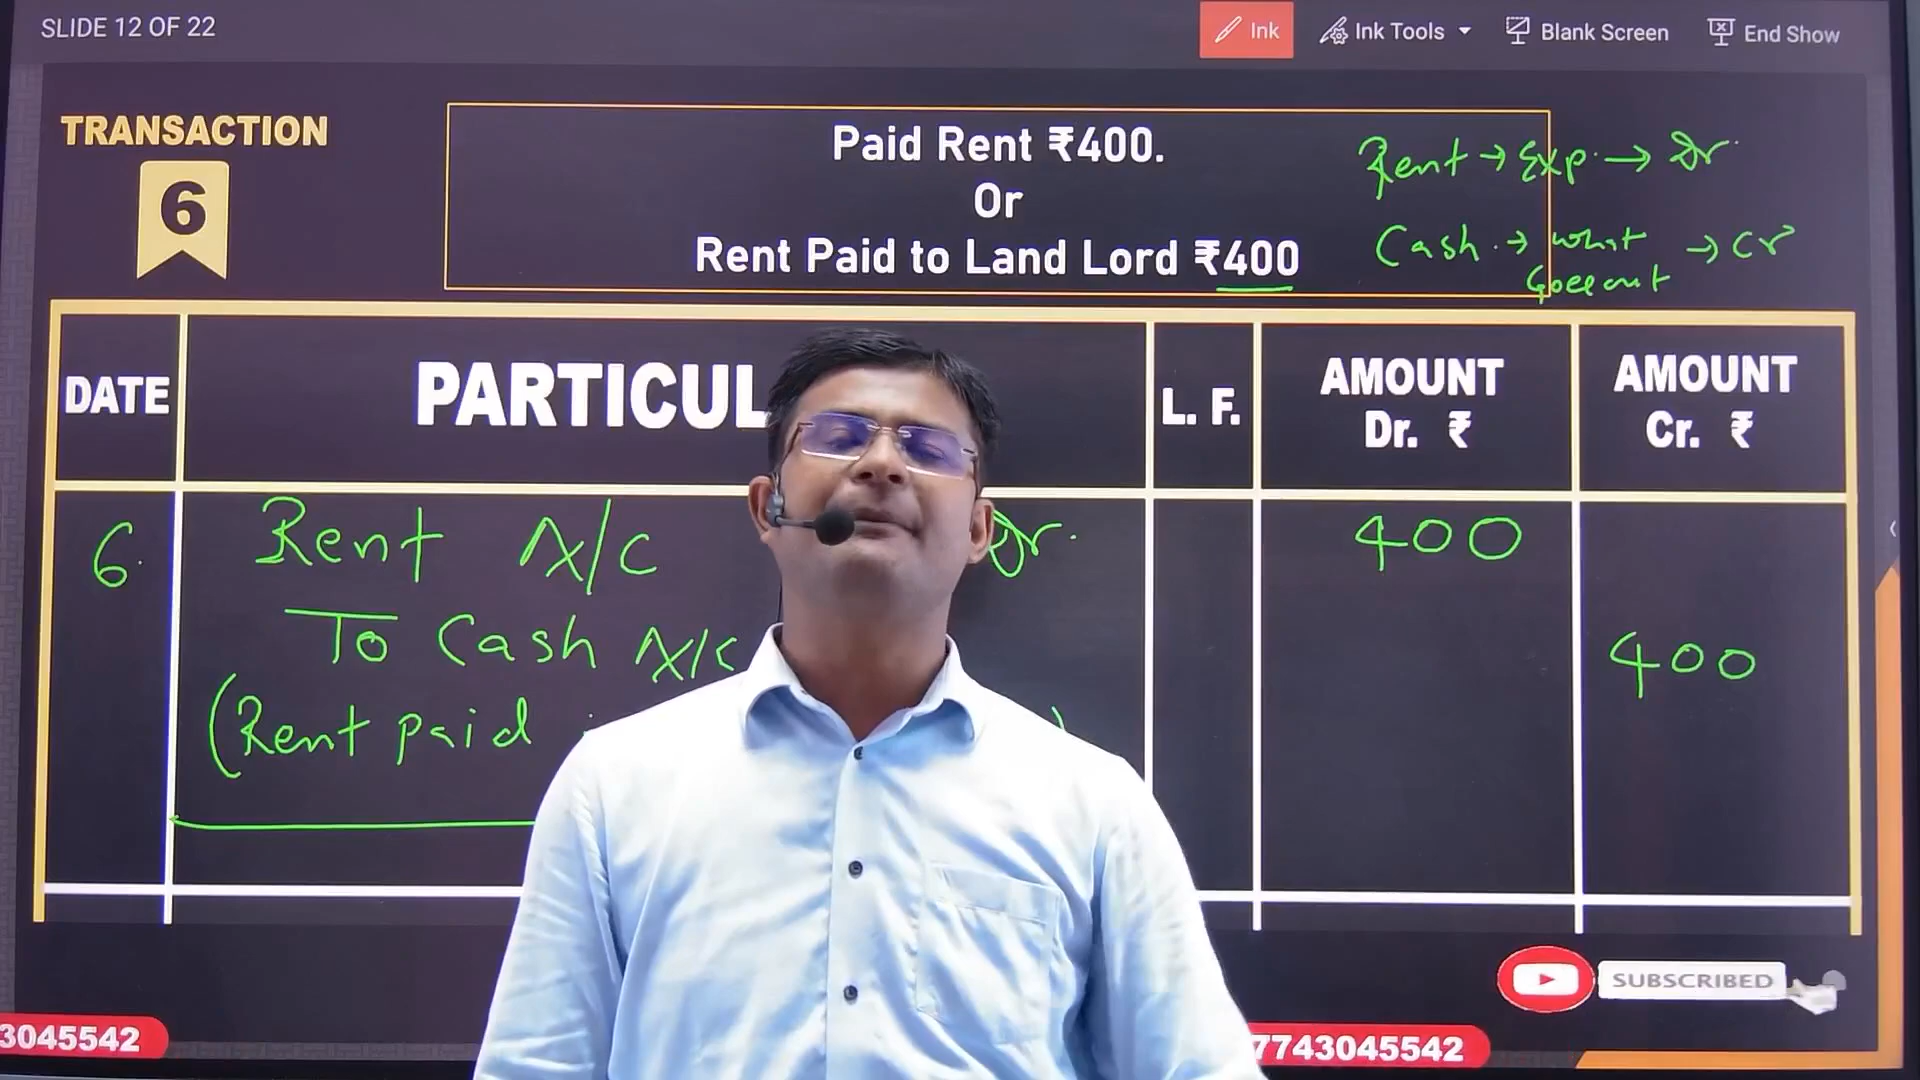 SLIDE 12 OF 22
Ink
Ink Tools
Blank Screen
End Show
TRANSACTION
6
Paid Rent ₹400.
Or
Rent Paid to Land Lord ₹400
Rent → Exp. → Dr.
Cash. → what → Cr
Goes out
DATE
PARTICUL
L. F.
AMOUNT
Dr. ₹
AMOUNT
Cr. ₹
6.
Rent A/c
Dr.
400
To Cash A/c
400
(Rent paid
)
SUBSCRIBED
3045542
7743045542